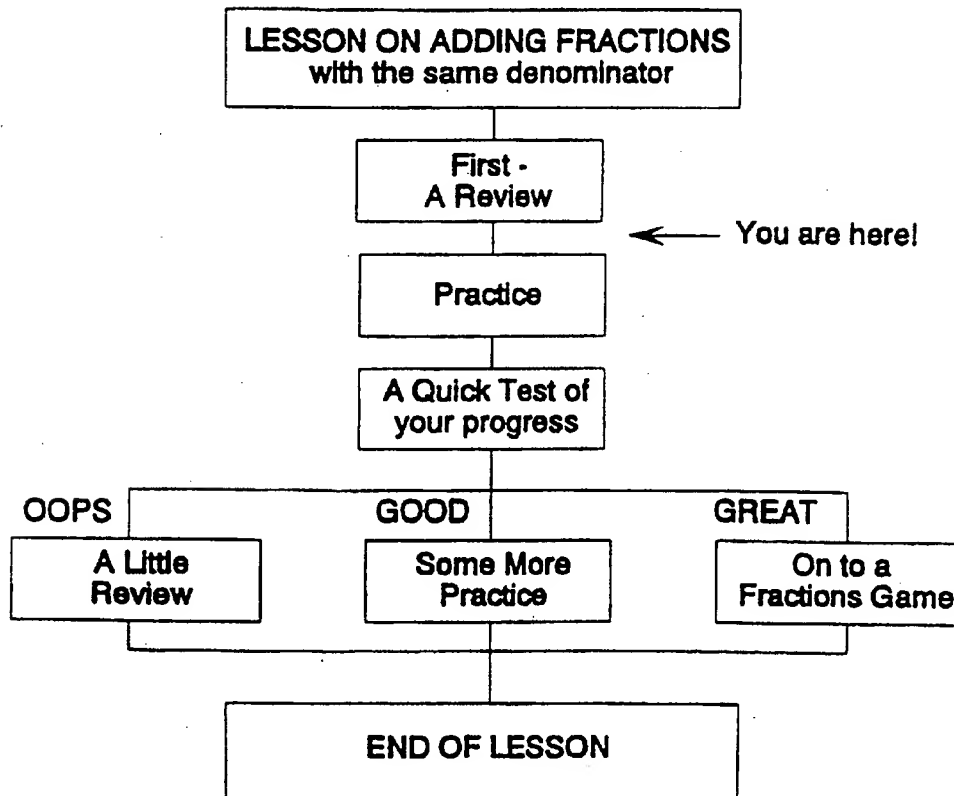 LESSON ON ADDING FRACTIONS
with the same denominator
First -
A Review
You are here!
Practice
A Quick Test of
your progress
OOPS
GOOD
GREAT
A Little
Review
Some More
Practice
On to a
Fractions Game
END OF LESSON